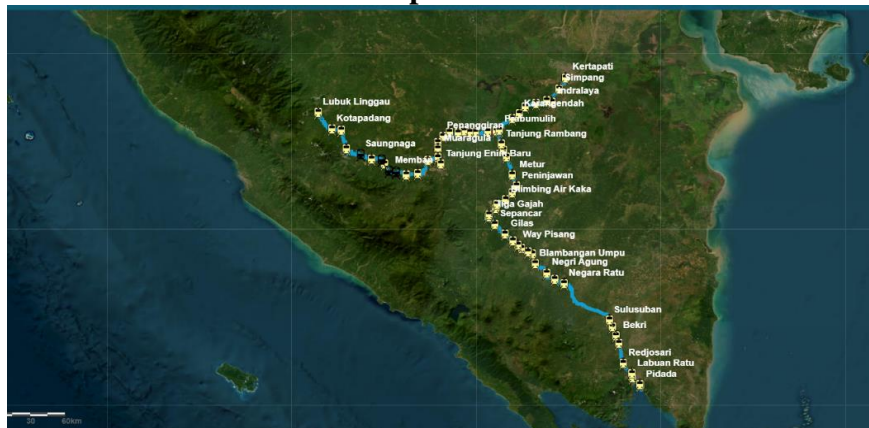 Kertapati
Simpang
Indralaya
Lubuk Linggau
Karangendah
Kotapadang
Prabumulih
Penanggiran
Tanjung Rambang
Muaragula
Saungnaga
Tanjung Enim Baru
Metur
Peninjawan
Air Kaka
Tiga Gajah
Sepancar
Gilas
Way Pisang
Blambangan Umpu
Negri Agung
Negara Ratu
Sulusuban
Bekri
Redjosari
Labuan Ratu
Pidada
30 60km